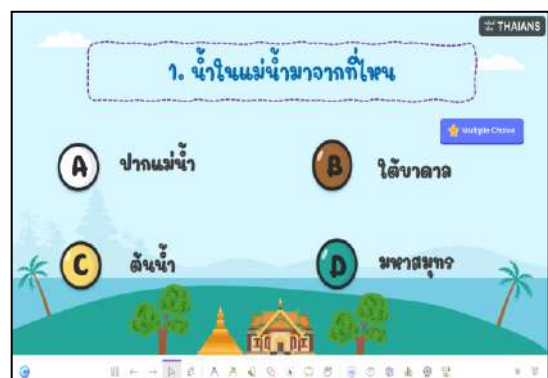 THAIANS
1. น้ำในแม่น้ำมาจากที่ไหน
Multiple Choice
A ปากแม่น้ำ
B ใต้บาดาล
C ต้นน้ำ
D มหาสมุทร